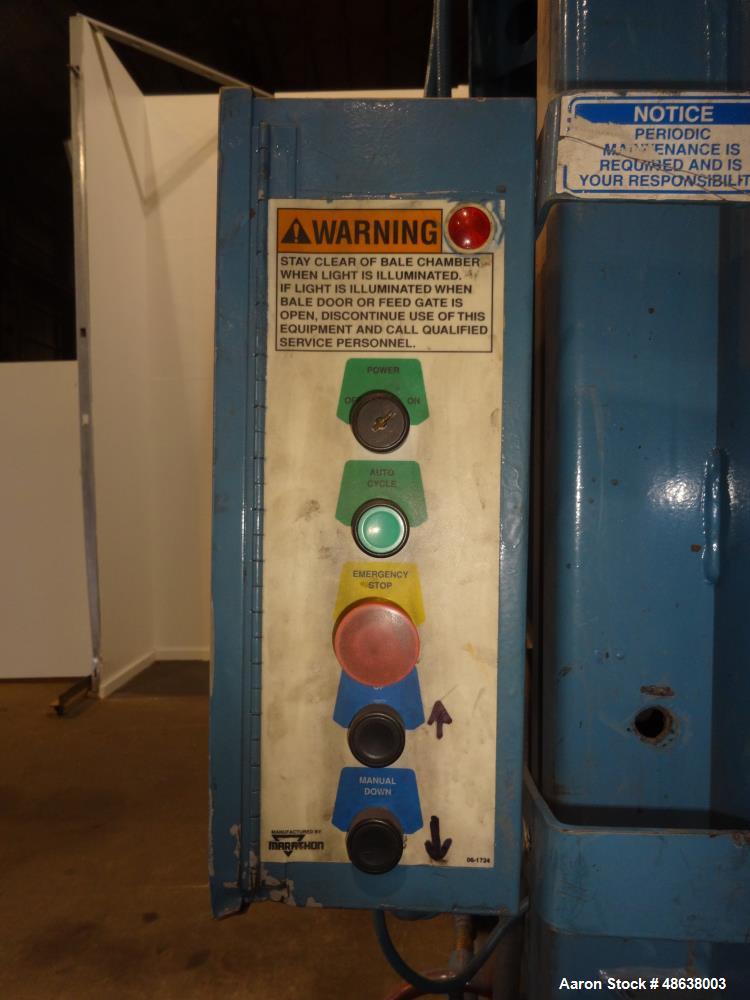 NOTICE
PERIODIC
MAINTENANCE IS
REQUIRED AND IS
YOUR RESPONSIBILIT
WARNING
STAY CLEAR OF BALE CHAMBER
WHEN LIGHT IS ILLUMINATED.
IF LIGHT IS ILLUMINATED WHEN
BALE DOOR OR FEED GATE IS
OPEN, DISCONTINUE USE OF THIS
EQUIPMENT AND CALL QUALIFIED
SERVICE PERSONNEL.
POWER
ON
AUTO
CYCLE
EMERGENCY
STOP
MANUAL
DOWN
MANUFACTURED BY
MARATHON
06-1724
Aaron Stock # 48638003